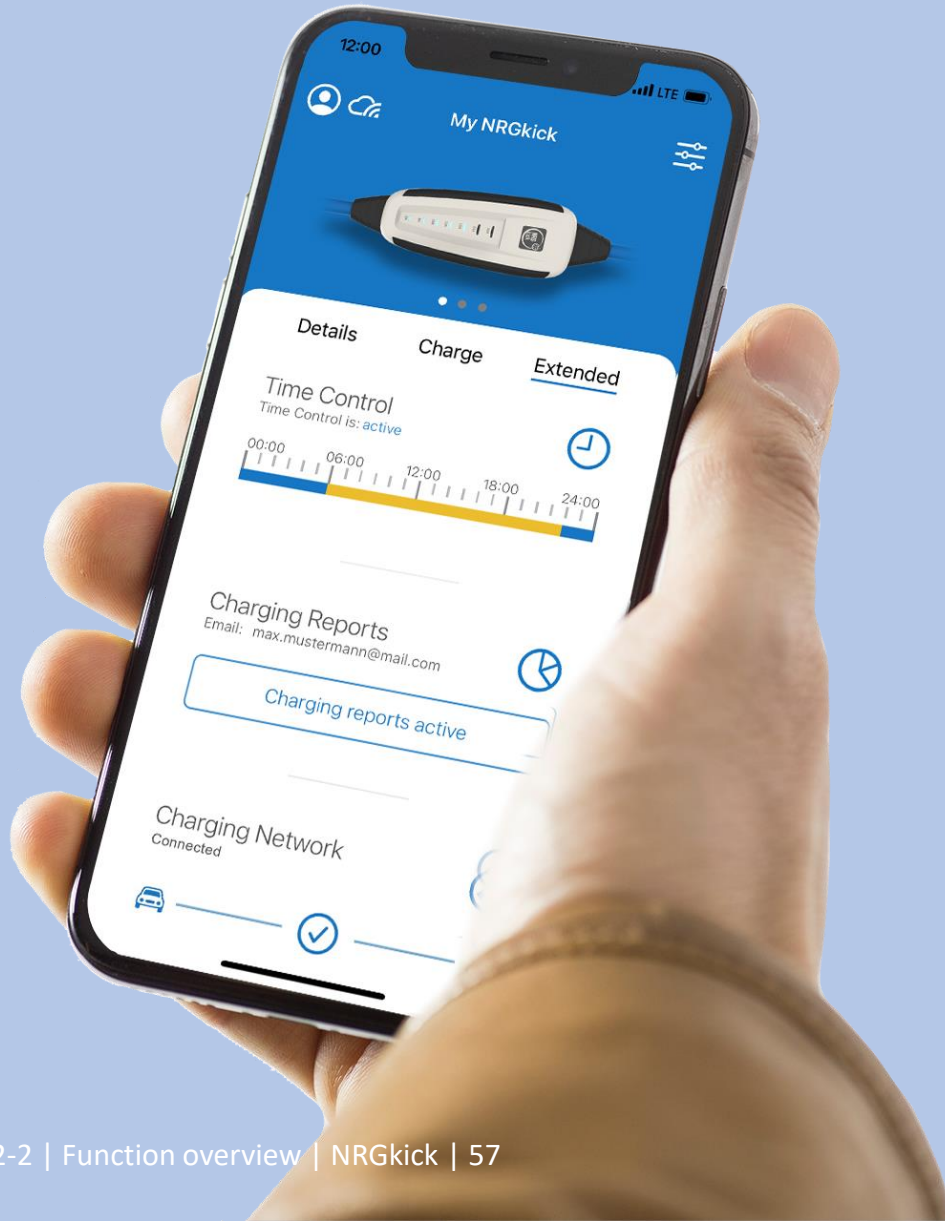 12:00
LTE
My NRGkick
Details Charge Extended
Time Control
Time Control is: active
00:00 06:00 12:00 18:00 24:00
Charging Reports
Email: max.mustermann@mail.com
Charging reports active
Charging Network
Connected
2-2 | Function overview | NRGkick | 57